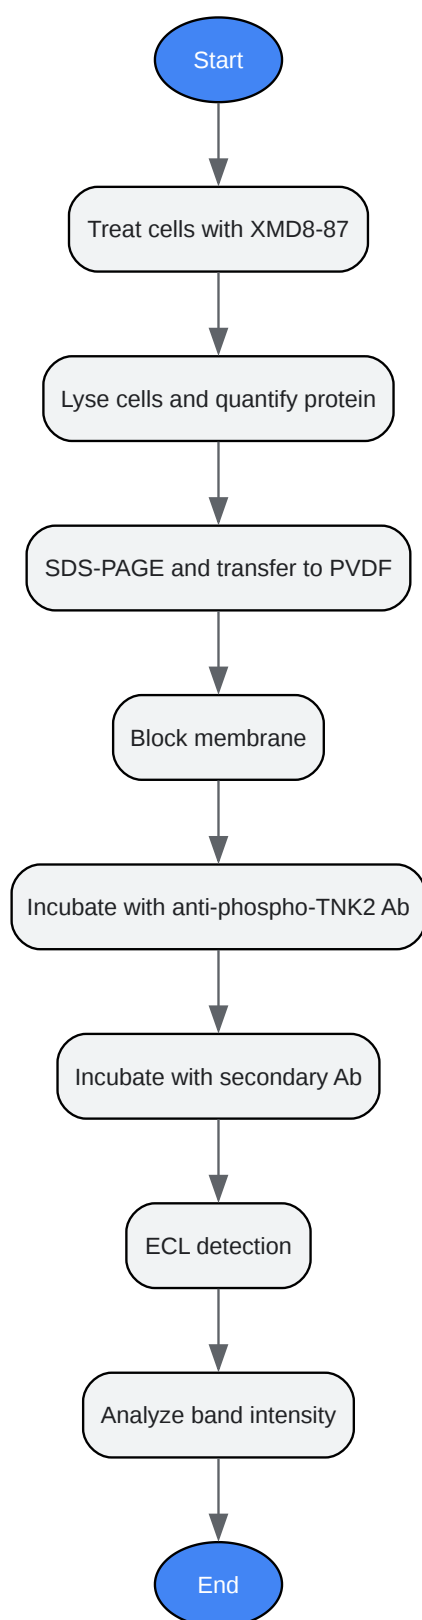 Start
Treat cells with XMD8-87
Lyse cells and quantify protein
SDS-PAGE and transfer to PVDF
Block membrane
Incubate with anti-phospho-TNK2 Ab
Incubate with secondary Ab
ECL detection
Analyze band intensity
End